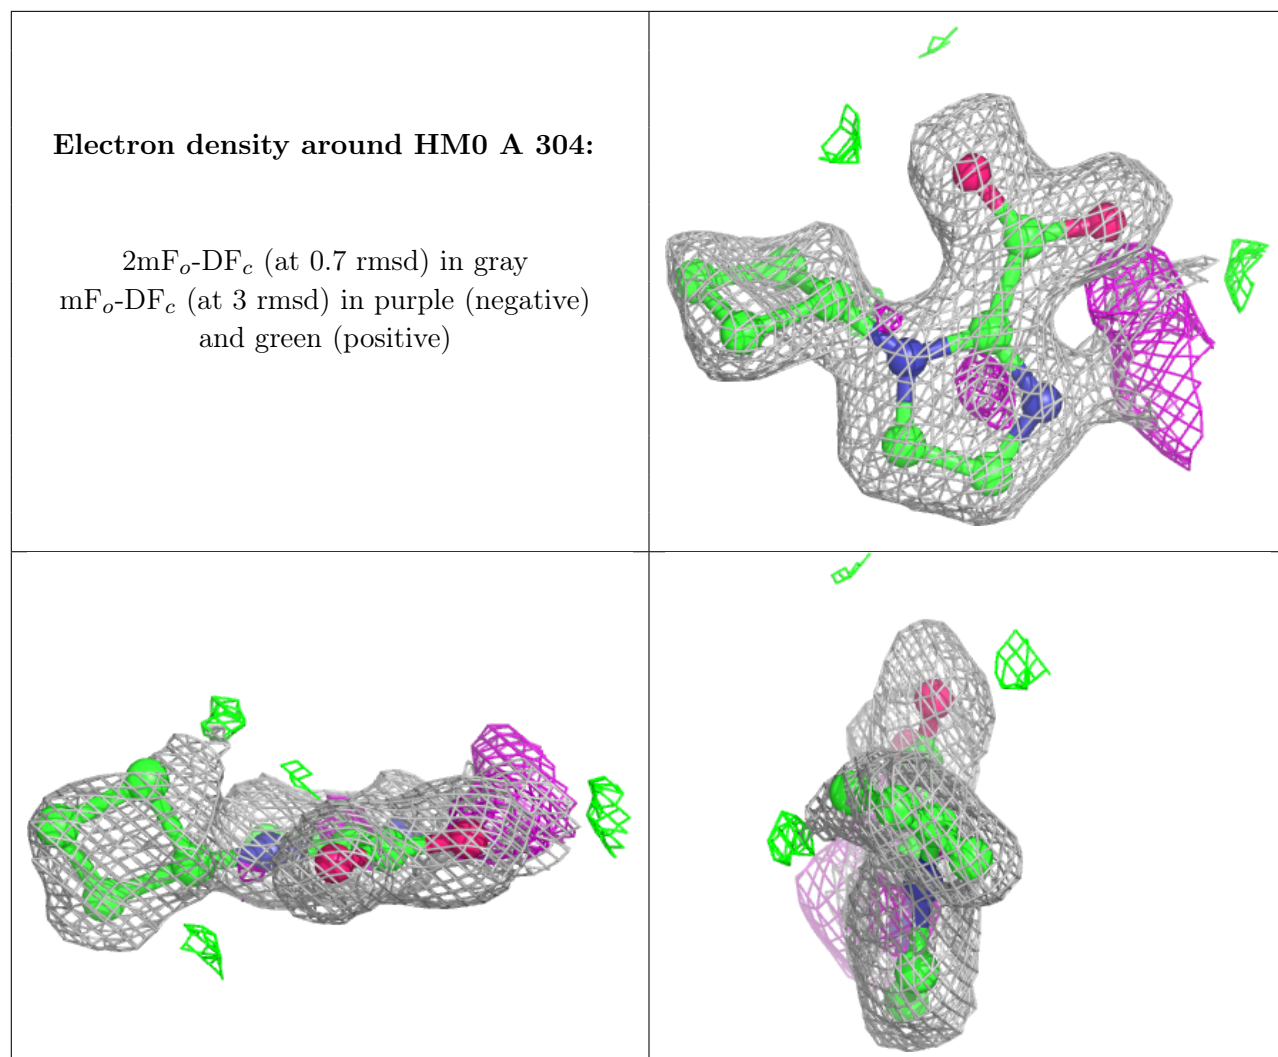 Electron density around HM0 A 304:
2mFₒ-DF𝒸 (at 0.7 rmsd) in gray
mFₒ-DF𝒸 (at 3 rmsd) in purple (negative)
and green (positive)